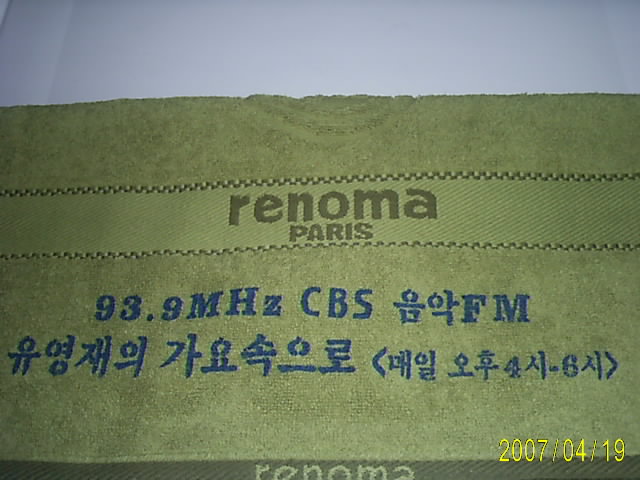 renoma
PARIS
93.9MHz CBS 음악FM
유영재의 가요속으로 <매일 오후4시-6시>
2007/04/19
renoma